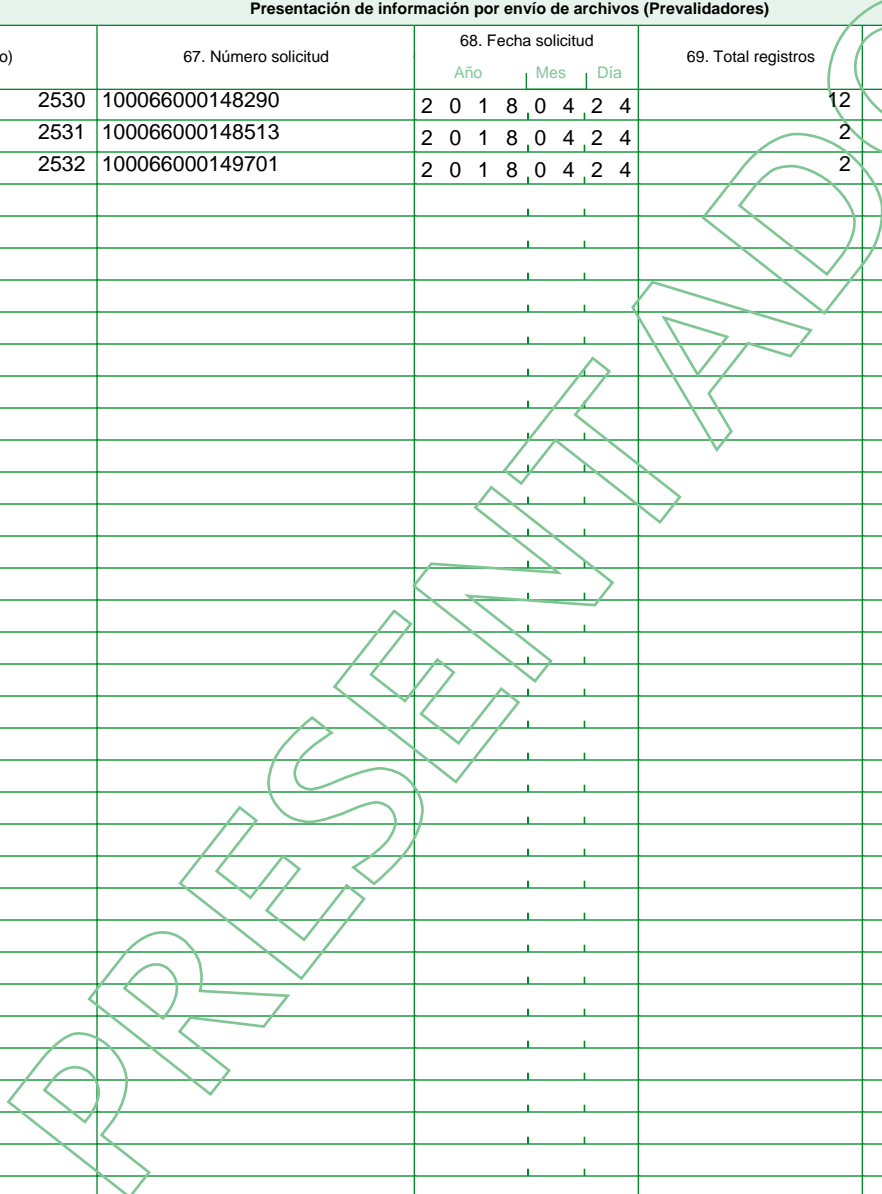 Presentación de información por envío de archivos (Prevalidadores)
o) 67. Número solicitud 68. Fecha solicitud 69. Total registros
Año Mes Día
2530 100066000148290 2 0 1 8 0 4 2 4 12
2531 100066000148513 2 0 1 8 0 4 2 4 2
2532 100066000149701 2 0 1 8 0 4 2 4 2
PRESENTADO